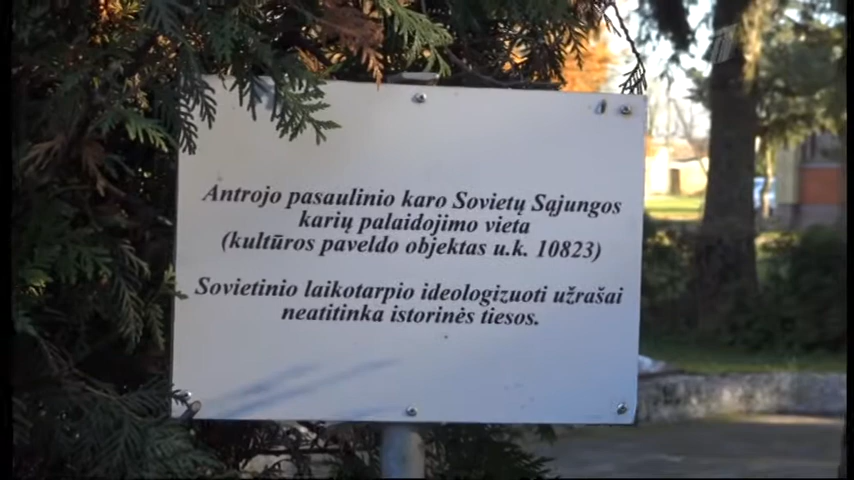 Antrojo pasaulinio karo Sovietų Sąjungos
karių palaidojimo vieta
(kultūros paveldo objektas u.k. 10823)
Sovietinio laikotarpio ideologizuoti užrašai
neatitinka istorinės tiesos.